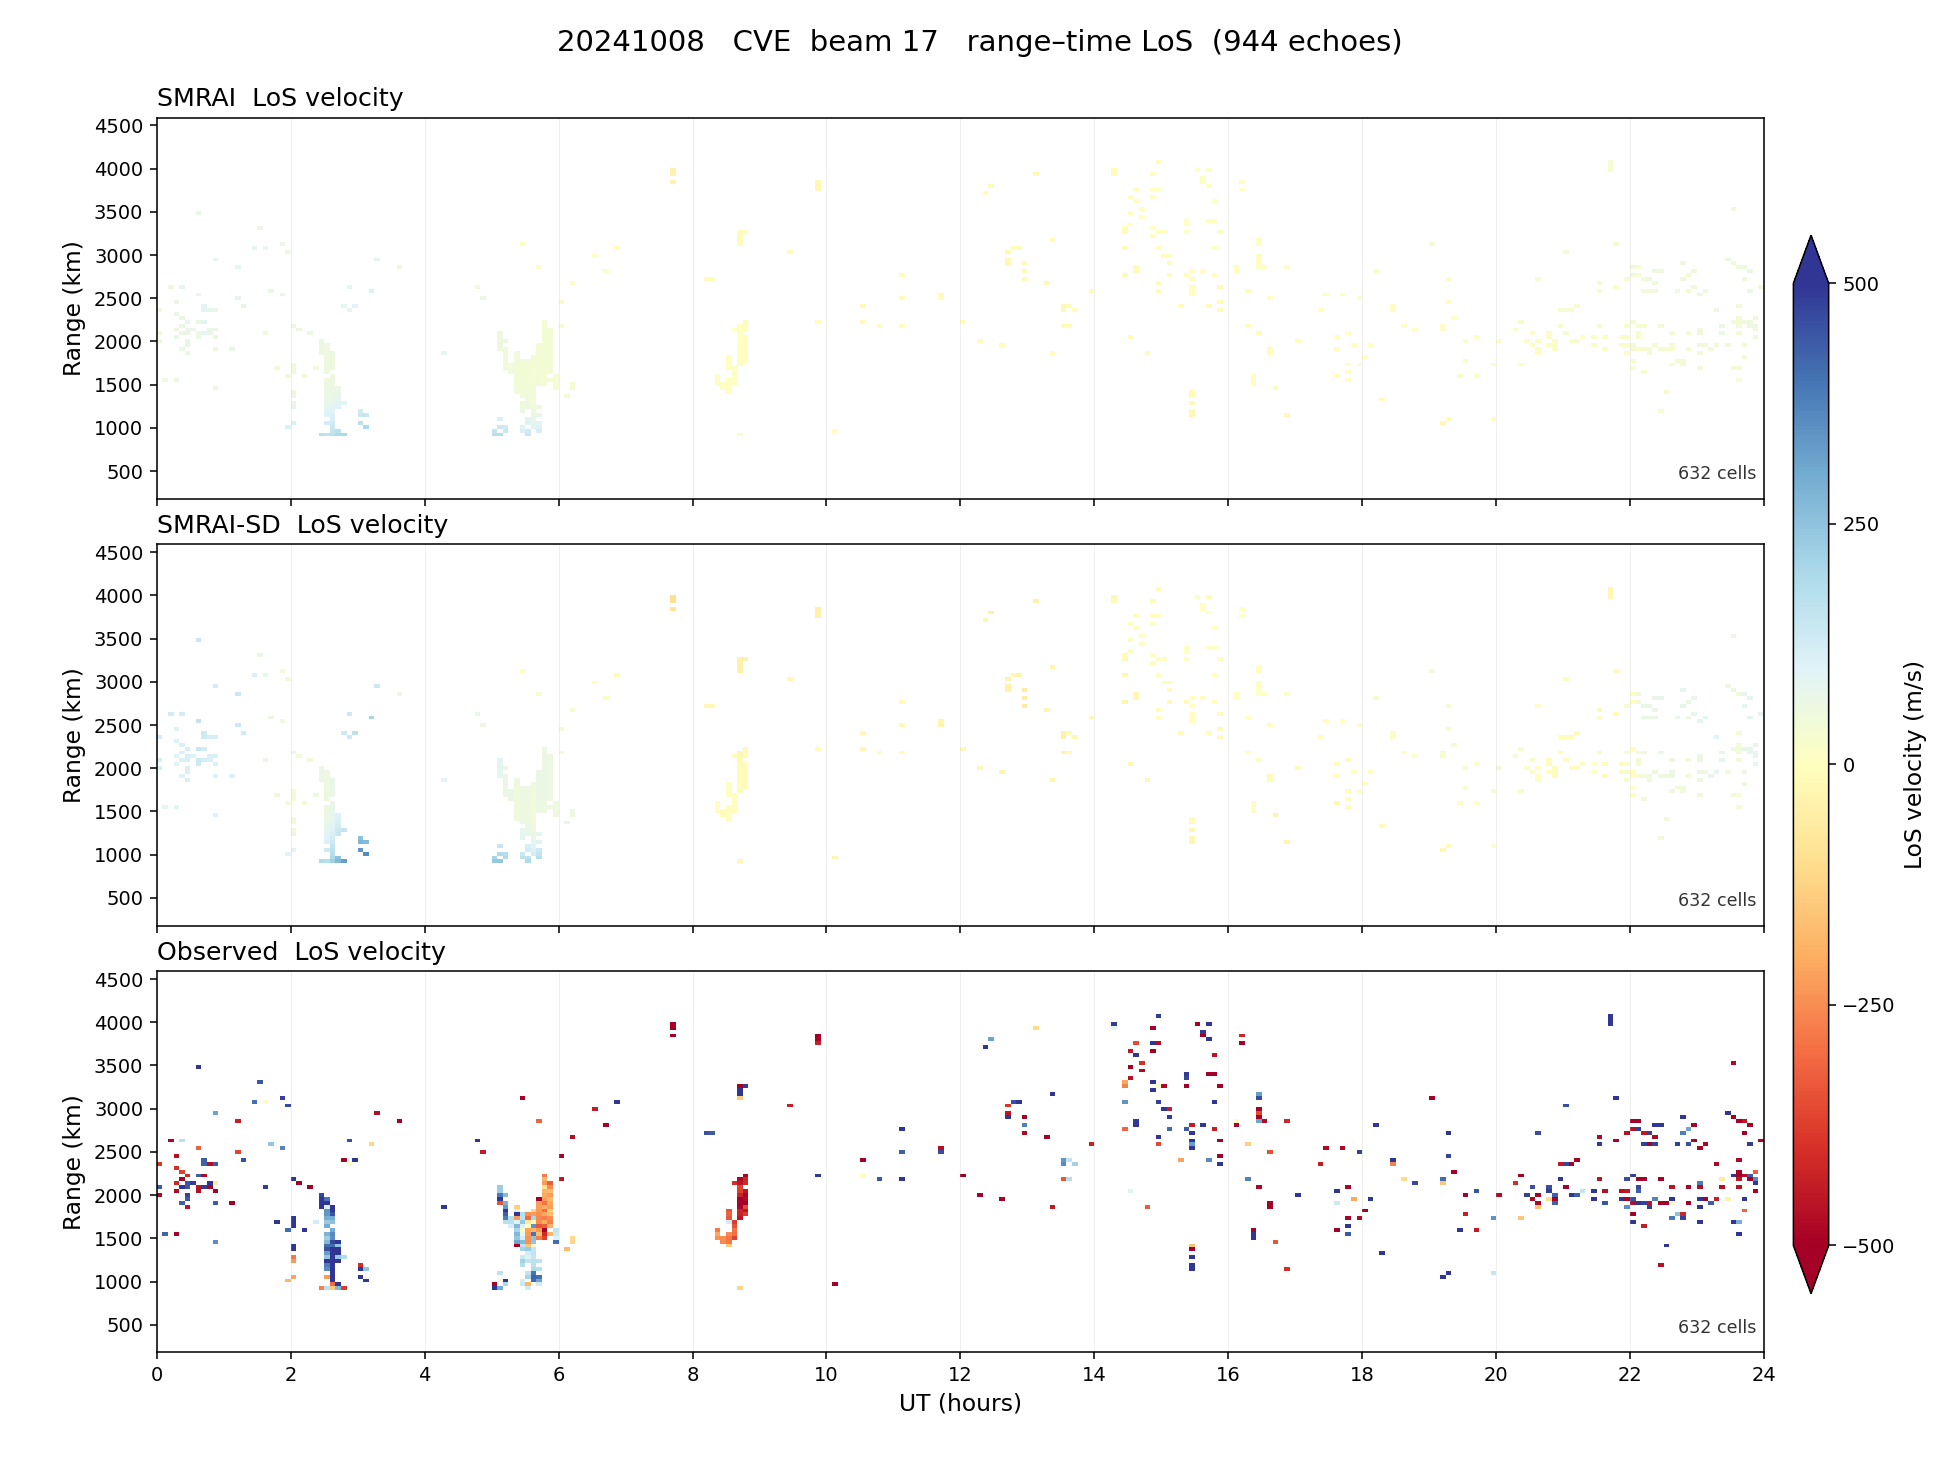 20241008   CVE  beam 17   range–time LoS  (944 echoes)
SMRAI  LoS velocity
4500
4000
3500
3000
2500
2000
1500
1000
500
Range (km)
632 cells
SMRAI-SD  LoS velocity
4500
4000
3500
3000
2500
2000
1500
1000
500
Range (km)
632 cells
Observed  LoS velocity
4500
4000
3500
3000
2500
2000
1500
1000
500
Range (km)
632 cells
0 2 4 6 8 10 12 14 16 18 20 22 24
UT (hours)
500
250
0
−250
−500
LoS velocity (m/s)